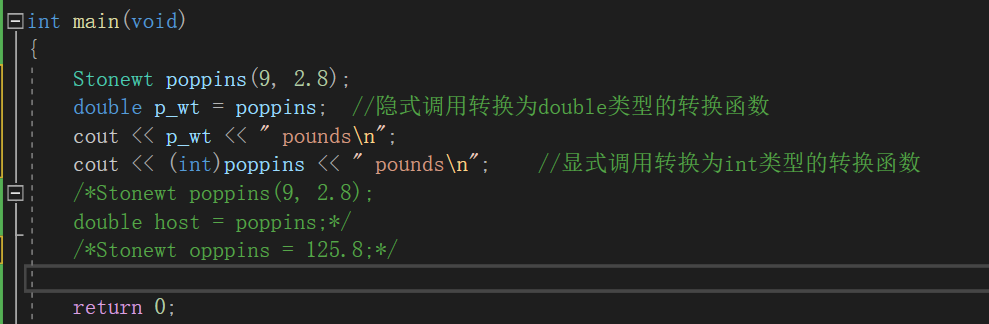 int main(void)
{
Stonewt poppins(9, 2.8);
double p_wt = poppins; //隐式调用转换为double类型的转换函数
cout << p_wt << " pounds\n";
cout << (int)poppins << " pounds\n"; //显式调用转换为int类型的转换函数
/*Stonewt poppins(9, 2.8);
double host = poppins;*/
/*Stonewt opppins = 125.8;*/
return 0;